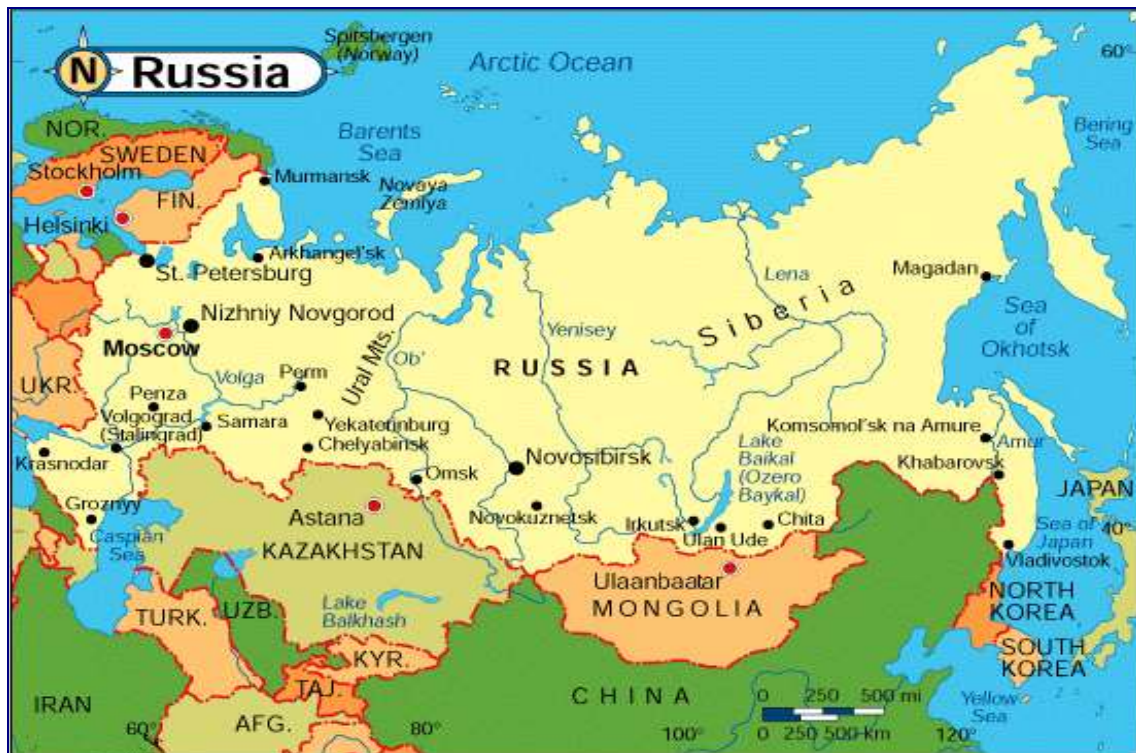 N Russia
Spitsbergen
(Norway)
Arctic Ocean
60°
NOR.
SWEDEN
Stockholm
Barents
Sea
Bering
Sea
Murmansk
Novaya
Zemlya
FIN.
Helsinki
Arkhangel'sk
St. Petersburg
Lena
Magadan
Siberia
Sea
of
Okhotsk
Nizhniy Novgorod
Moscow
Yenisey
Ob'
Ural Mts.
RUSSIA
UKR.
Volga
Perm
Penza
Volgograd
(Stalingrad)
Samara
Yekaterinburg
Chelyabinsk
Komsomol'sk na Amure
Amur
Krasnodar
Omsk
Novosibirsk
Lake
Baikal
(Ozero
Baykal)
Khabarovsk
JAPAN
Groznyy
Astana
Novokuznetsk
Irkutsk
Ulan Ude
Chita
40°
Sea of
Japan
Caspian
Sea
KAZAKHSTAN
Vladivostok
Ulaanbaatar
MONGOLIA
NORTH
KOREA
TURK.
UZB.
Lake
Balkhash
SOUTH
KOREA
KYR.
TAJ.
IRAN
AFG.
CHINA
0 250 500 mi
0 250 500 km
Yellow
Sea
60°
80°
100°
120°